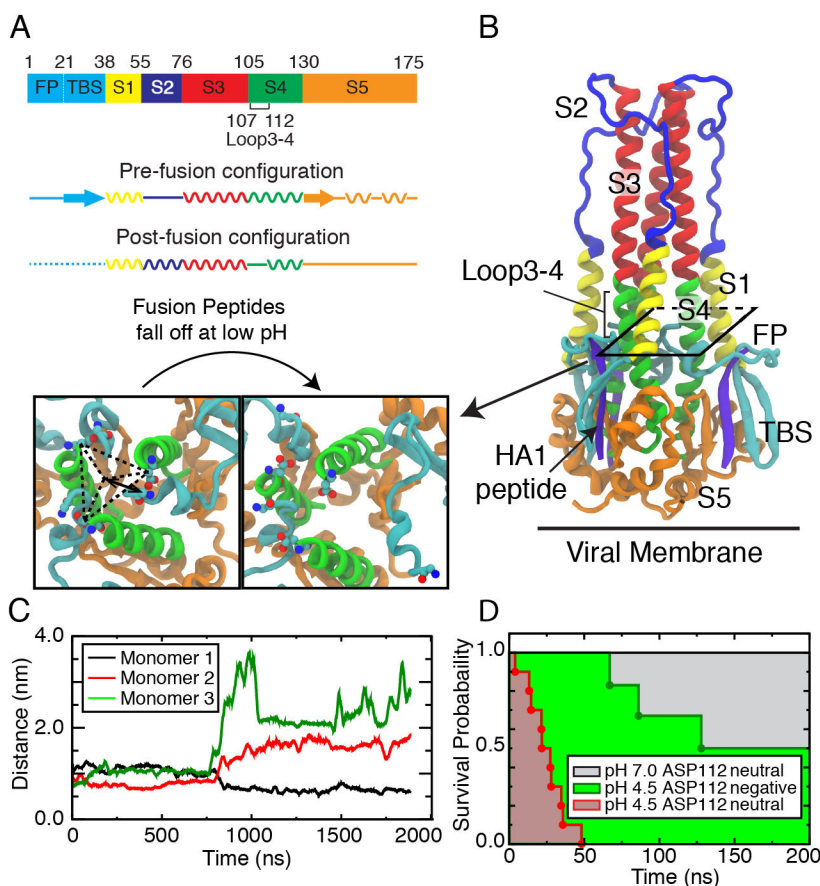 A
1 21 38 55 76 105 130 175
FP TBS S1 S2 S3 S4 S5
107 112
Loop3-4
Pre-fusion configuration
Post-fusion configuration
Fusion Peptides
fall off at low pH
B
S2
S3
Loop3-4
S1
S4
FP
TBS
HA1
peptide
S5
Viral Membrane
C
4.0
2.0
0.0
Distance (nm)
Monomer 1
Monomer 2
Monomer 3
0 500 1000 1500 2000
Time (ns)
D
1.0
0.5
0.0
Survival Probabaility
pH 7.0 ASP112 neutral
pH 4.5 ASP112 negative
pH 4.5 ASP112 neutral
0 50 100 150 200
Time (ns)